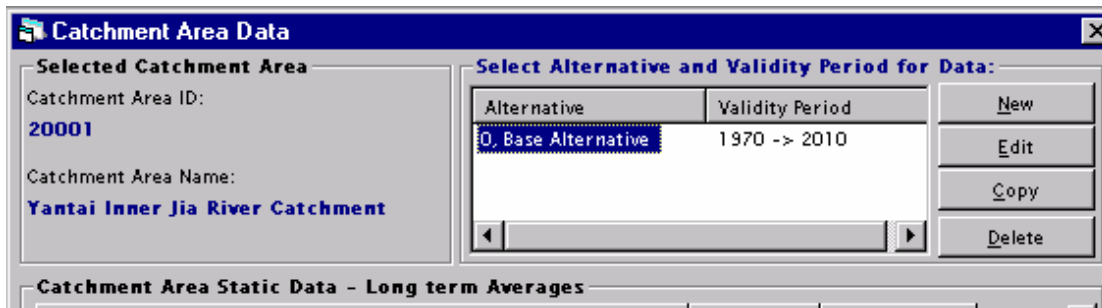 Catchment Area Data
Selected Catchment Area
Catchment Area ID:
20001
Catchment Area Name:
Yantai Inner Jia River Catchment
Select Alternative and Validity Period for Data:
Alternative Validity Period
0, Base Alternative 1970 -> 2010
New
Edit
Copy
Delete
Catchment Area Static Data - Long term Averages